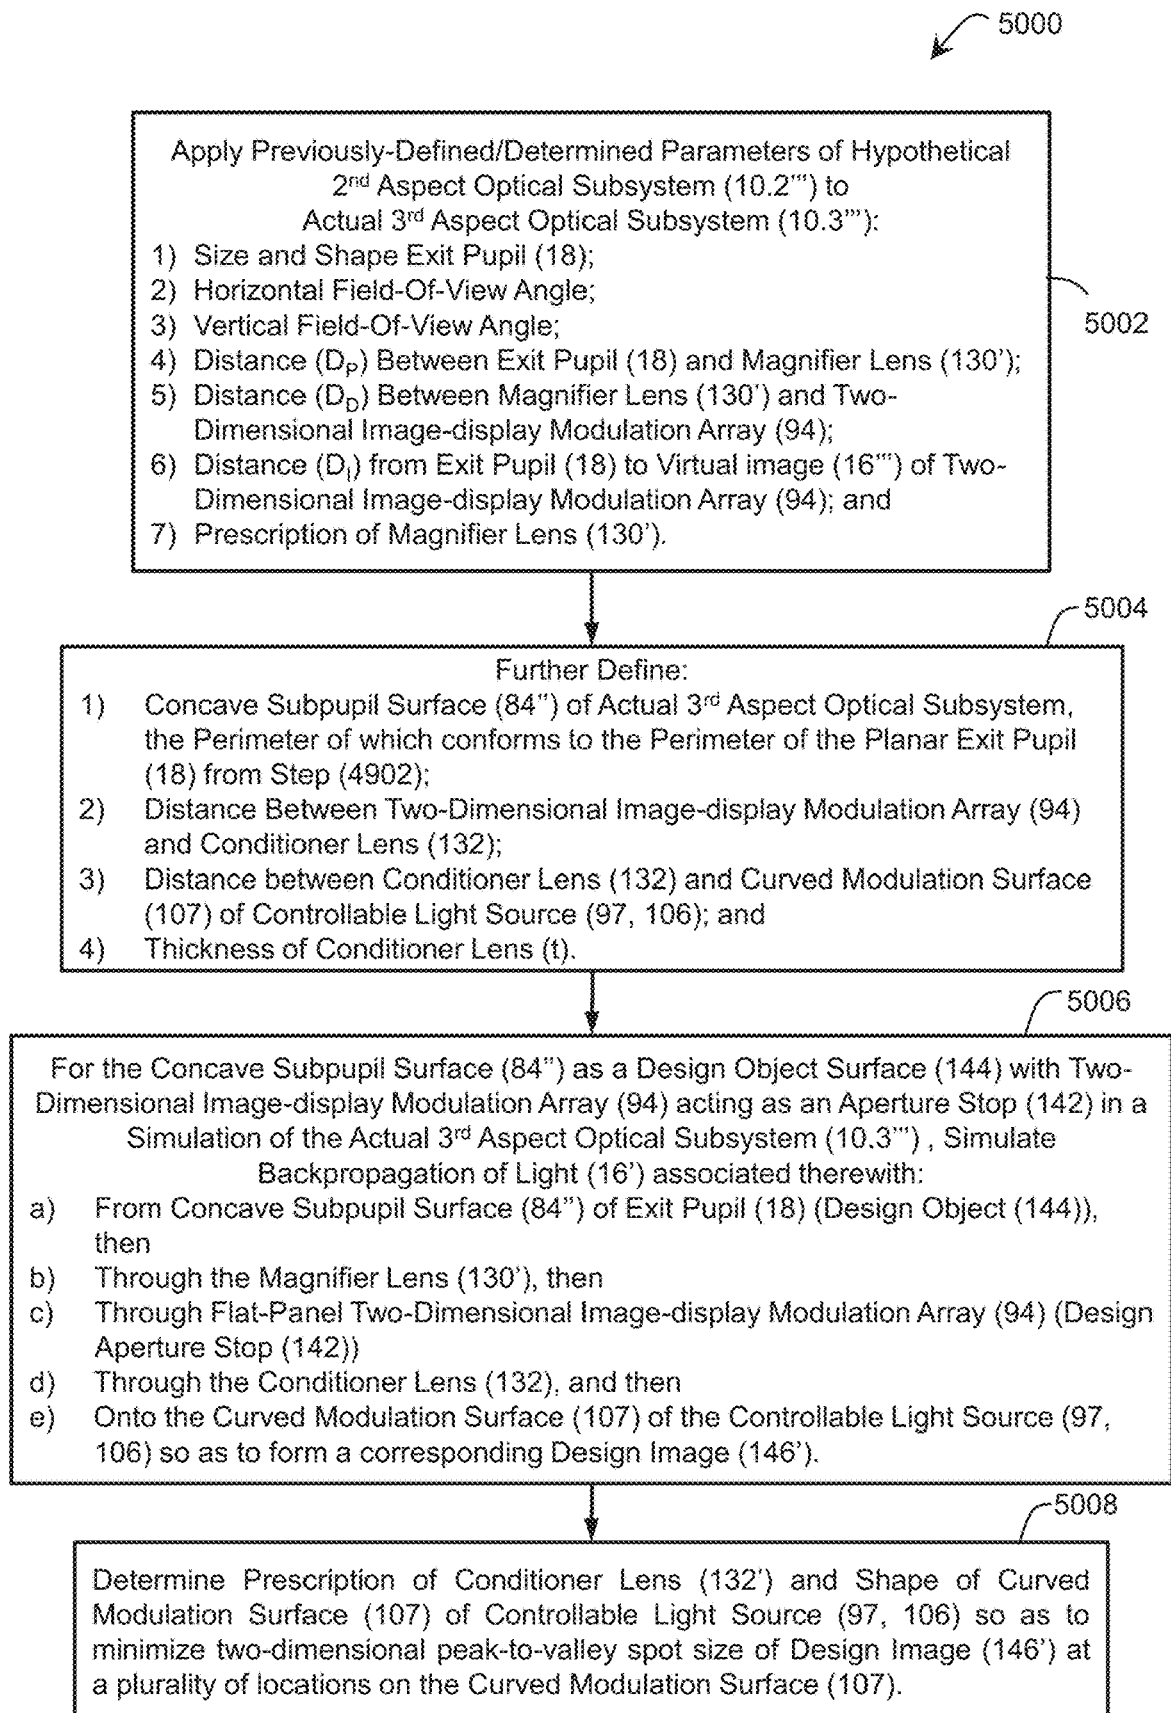 5000
Apply Previously-Defined/Determined Parameters of Hypothetical
2nd Aspect Optical Subsystem (10.2''') to
Actual 3rd Aspect Optical Subsystem (10.3'''):
1) Size and Shape Exit Pupil (18);
2) Horizontal Field-Of-View Angle;
3) Vertical Field-Of-View Angle;
4) Distance (DP) Between Exit Pupil (18) and Magnifier Lens (130');
5) Distance (DD) Between Magnifier Lens (130') and Two-
Dimensional Image-display Modulation Array (94);
6) Distance (DI) from Exit Pupil (18) to Virtual image (16''') of Two-
Dimensional Image-display Modulation Array (94); and
7) Prescription of Magnifier Lens (130').
5002
5004
Further Define:
1) Concave Subpupil Surface (84'') of Actual 3rd Aspect Optical Subsystem,
the Perimeter of which conforms to the Perimeter of the Planar Exit Pupil
(18) from Step (4902);
2) Distance Between Two-Dimensional Image-display Modulation Array (94)
and Conditioner Lens (132);
3) Distance between Conditioner Lens (132) and Curved Modulation Surface
(107) of Controllable Light Source (97, 106); and
4) Thickness of Conditioner Lens (t).
5006
For the Concave Subpupil Surface (84'') as a Design Object Surface (144) with Two-
Dimensional Image-display Modulation Array (94) acting as an Aperture Stop (142) in a
Simulation of the Actual 3rd Aspect Optical Subsystem (10.3''') , Simulate
Backpropagation of Light (16') associated therewith:
a) From Concave Subpupil Surface (84'') of Exit Pupil (18) (Design Object (144)),
then
b) Through the Magnifier Lens (130'), then
c) Through Flat-Panel Two-Dimensional Image-display Modulation Array (94) (Design
Aperture Stop (142))
d) Through the Conditioner Lens (132), and then
e) Onto the Curved Modulation Surface (107) of the Controllable Light Source (97,
106) so as to form a corresponding Design Image (146').
5008
Determine Prescription of Conditioner Lens (132') and Shape of Curved
Modulation Surface (107) of Controllable Light Source (97, 106) so as to
minimize two-dimensional peak-to-valley spot size of Design Image (146') at
a plurality of locations on the Curved Modulation Surface (107).